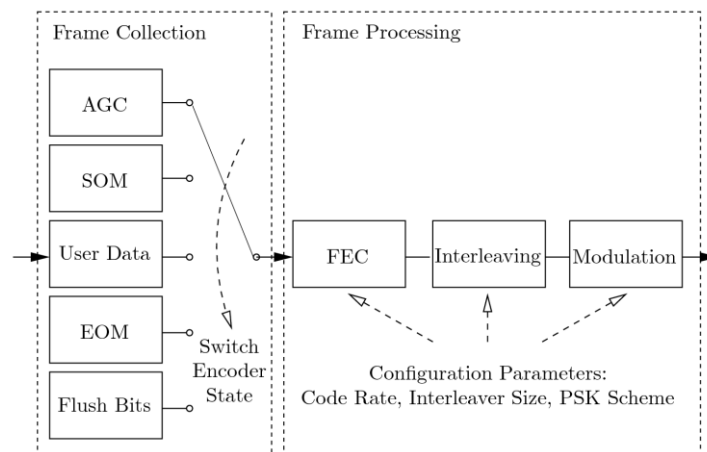 Frame Collection
Frame Processing
AGC
SOM
User Data
EOM
Flush Bits
Switch
Encoder
State
FEC
Interleaving
Modulation
Configuration Parameters:
Code Rate, Interleaver Size, PSK Scheme